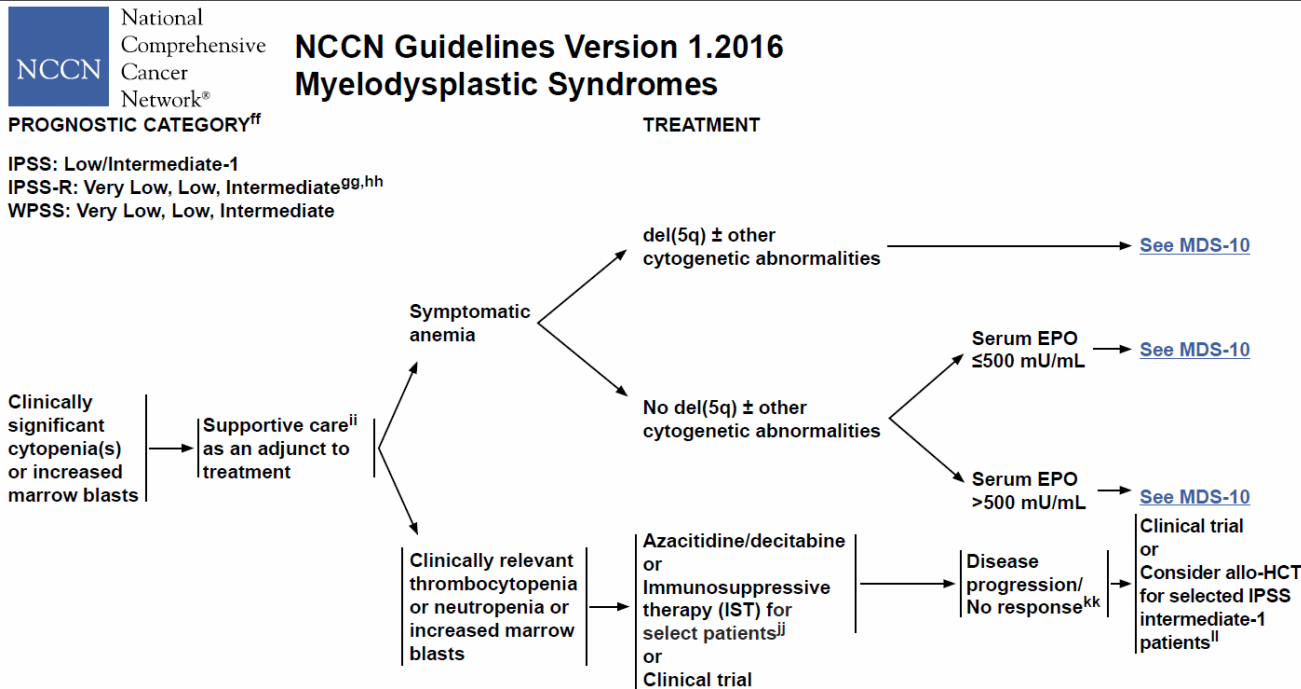 NCCN
National
Comprehensive
Cancer
Network®
NCCN Guidelines Version 1.2016
Myelodysplastic Syndromes
PROGNOSTIC CATEGORYff
TREATMENT
IPSS: Low/Intermediate-1
IPSS-R: Very Low, Low, Intermediategg,hh
WPSS: Very Low, Low, Intermediate
Clinically
significant
cytopenia(s)
or increased
marrow blasts
Supportive careii
as an adjunct to
treatment
Symptomatic
anemia
del(5q) ± other
cytogenetic abnormalities
See MDS-10
No del(5q) ± other
cytogenetic abnormalities
Serum EPO
≤500 mU/mL
See MDS-10
Serum EPO
>500 mU/mL
See MDS-10
Clinically relevant
thrombocytopenia
or neutropenia or
increased marrow
blasts
Azacitidine/decitabine
or
Immunosuppressive
therapy (IST) for
select patientsjj
or
Clinical trial
Disease
progression/
No responsekk
Clinical trial
or
Consider allo-HCT
for selected IPSS
intermediate-1
patientsll